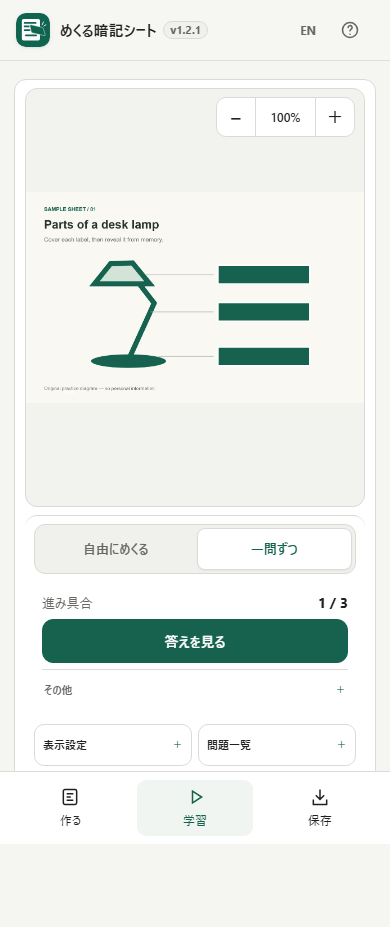 めくる暗記シート v1.2.1 EN
− 100% +
SAMPLE SHEET / 01
Parts of a desk lamp
Cover each label, then reveal it from memory.
Original practice diagram — no personal information.
自由にめくる 一問ずつ
進み具合 1 / 3
答えを見る
その他 +
表示設定 + 問題一覧 +
作る 学習 保存